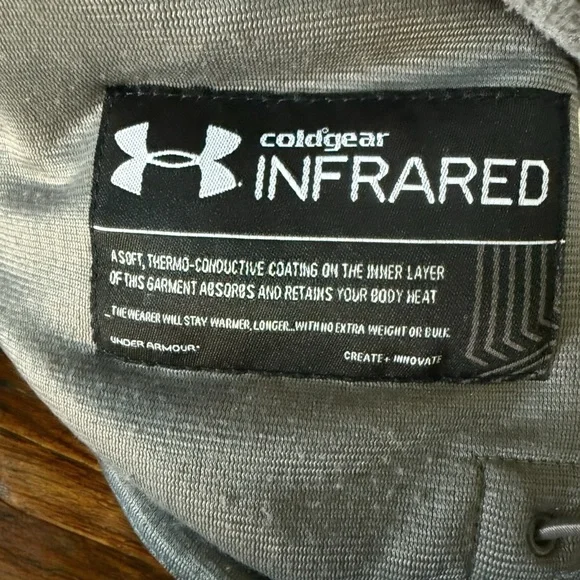 coldgear
INFRARED
A SOFT, THERMO-CONDUCTIVE COATING ON THE INNER LAYER
OF THIS GARMENT ABSORBS AND RETAINS YOUR BODY HEAT
...THE WEARER WILL STAY WARMER, LONGER...WITH NO EXTRA WEIGHT OR BULK.
UNDER ARMOUR®
CREATE + INNOVATE